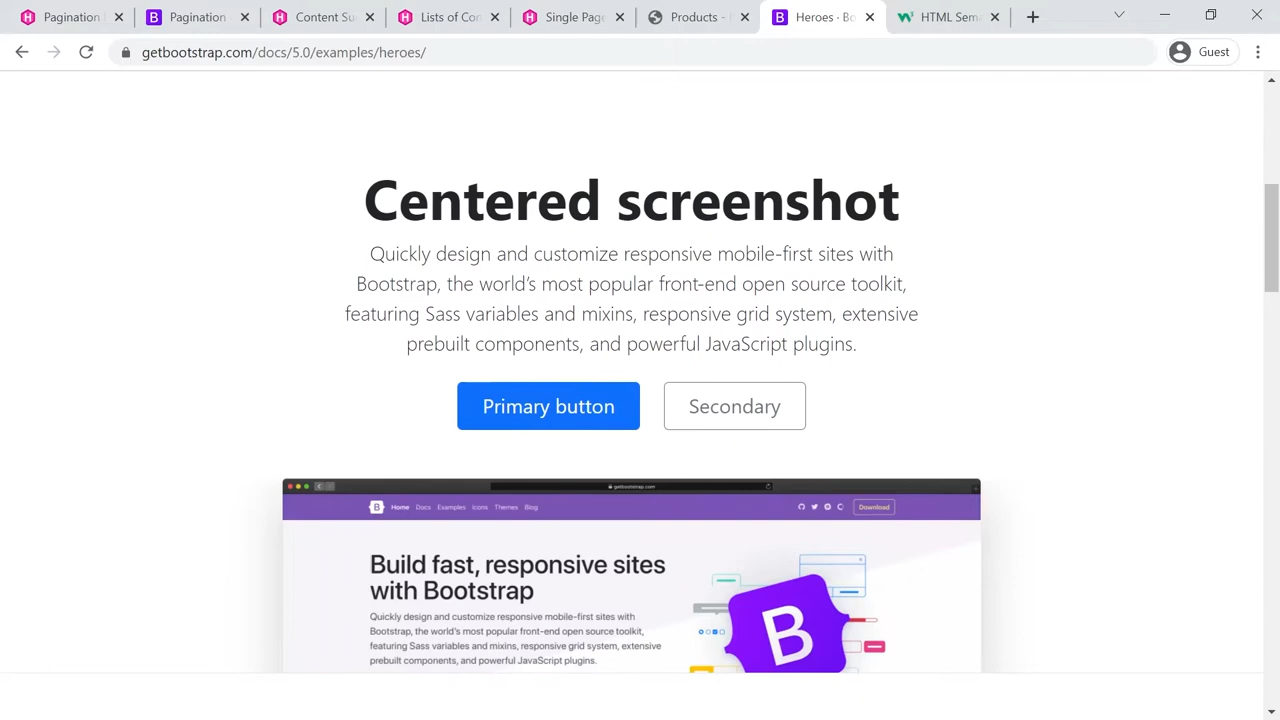 Pagination
Pagination
Content Su
Lists of Con
Single Page
Products -
Heroes · Bo
HTML Sema
getbootstrap.com/docs/5.0/examples/heroes/
Guest
Centered screenshot
Quickly design and customize responsive mobile-first sites with
Bootstrap, the world’s most popular front-end open source toolkit,
featuring Sass variables and mixins, responsive grid system, extensive
prebuilt components, and powerful JavaScript plugins.
Primary button
Secondary
getbootstrap.com
B Home Docs Examples Icons Themes Blog
Download
Build fast, responsive sites
with Bootstrap
Quickly design and customize responsive mobile-first sites with
Bootstrap, the world's most popular front-end open source toolkit,
featuring Sass variables and mixins, responsive grid system, extensive
prebuilt components, and powerful JavaScript plugins.
B